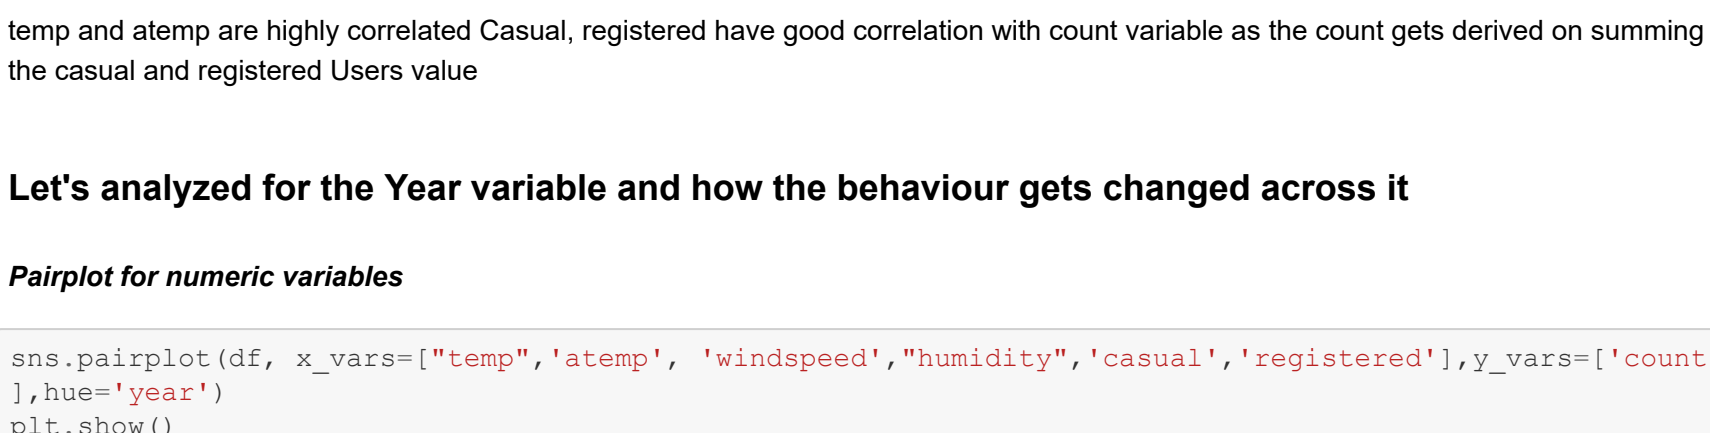 temp and atemp are highly correlated Casual, registered have good correlation with count variable as the count gets derived on summing
the casual and registered Users value
Let's analyzed for the Year variable and how the behaviour gets changed across it
Pairplot for numeric variables
sns.pairplot(df, x_vars=["temp",'atemp', 'windspeed',"humidity",'casual','registered'],y_vars=['count
],hue='year')
plt.show()